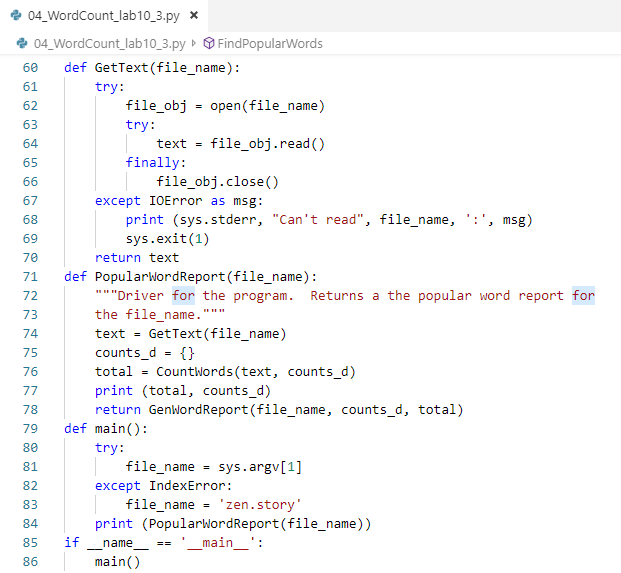 04_WordCount_lab10_3.py ×
04_WordCount_lab10_3.py › FindPopularWords
60 def GetText(file_name):
61     try:
62         file_obj = open(file_name)
63         try:
64             text = file_obj.read()
65         finally:
66             file_obj.close()
67     except IOError as msg:
68         print (sys.stderr, "Can't read", file_name, ':', msg)
69         sys.exit(1)
70     return text
71 def PopularWordReport(file_name):
72     """Driver for the program.  Returns a the popular word report for
73     the file_name."""
74     text = GetText(file_name)
75     counts_d = {}
76     total = CountWords(text, counts_d)
77     print (total, counts_d)
78     return GenWordReport(file_name, counts_d, total)
79 def main():
80     try:
81         file_name = sys.argv[1]
82     except IndexError:
83         file_name = 'zen.story'
84     print (PopularWordReport(file_name))
85 if __name__ == '__main__':
86     main()